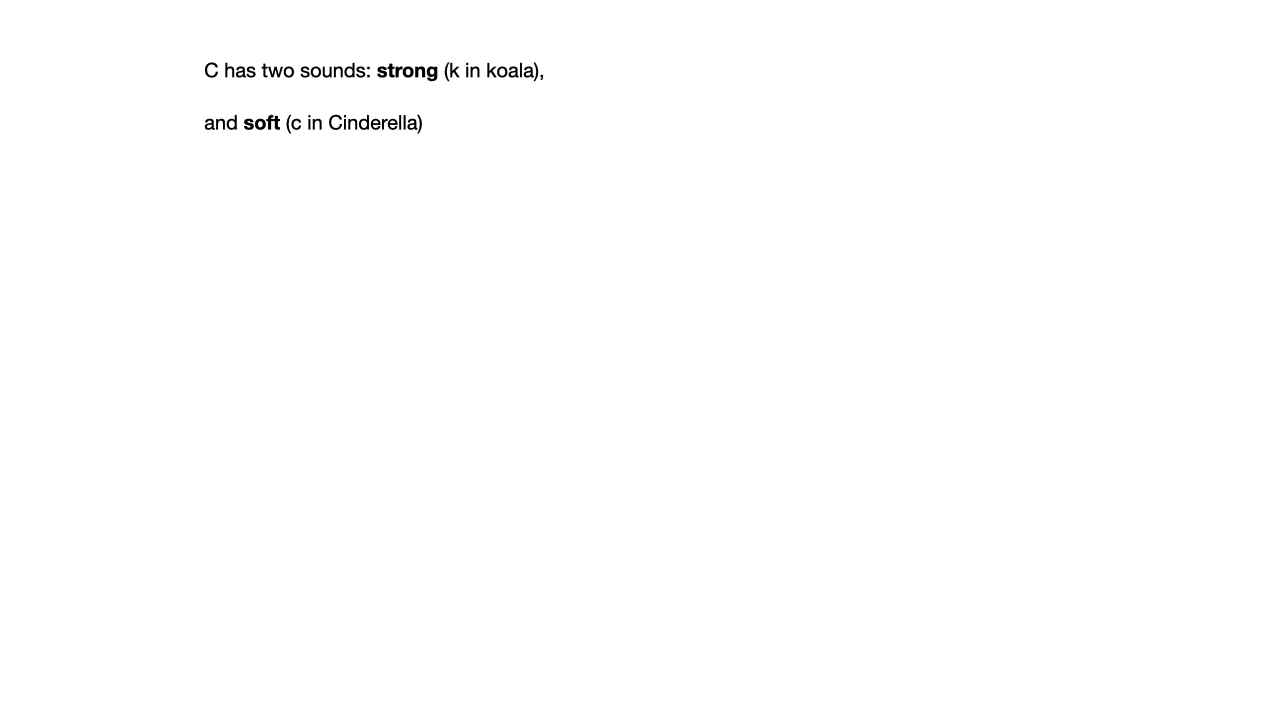 C has two sounds: strong (k in koala),
and soft (c in Cinderella)